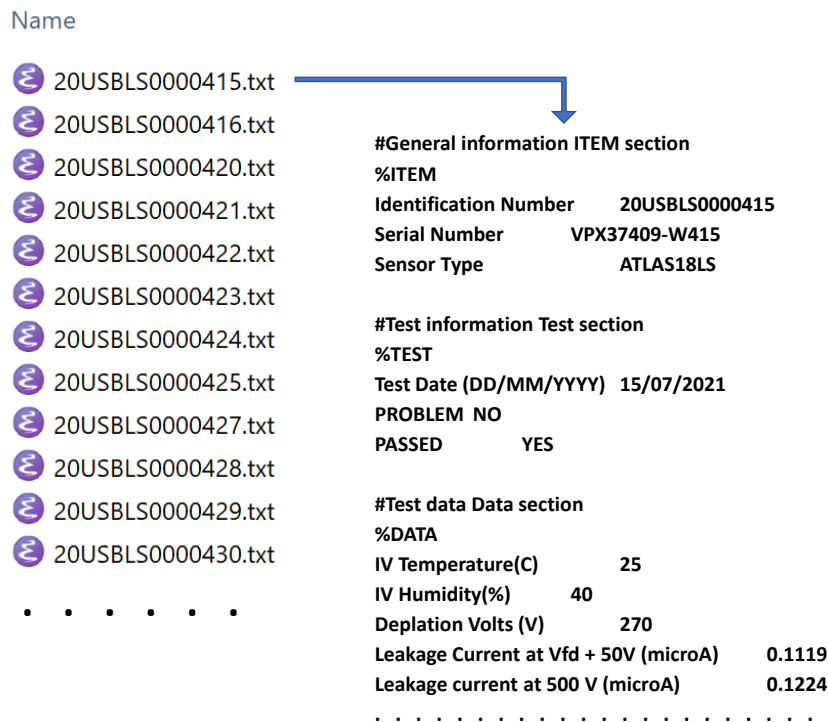 Name
20USBLS0000415.txt
20USBLS0000416.txt
20USBLS0000420.txt
20USBLS0000421.txt
20USBLS0000422.txt
20USBLS0000423.txt
20USBLS0000424.txt
20USBLS0000425.txt
20USBLS0000427.txt
20USBLS0000428.txt
20USBLS0000429.txt
20USBLS0000430.txt
. . . . . .
#General information ITEM section
%ITEM
Identification Number 20USBLS0000415
Serial Number VPX37409-W415
Sensor Type ATLAS18LS
#Test information Test section
%TEST
Test Date (DD/MM/YYYY) 15/07/2021
PROBLEM NO
PASSED YES
#Test data Data section
%DATA
IV Temperature(C) 25
IV Humidity(%) 40
Deplation Volts (V) 270
Leakage Current at Vfd + 50V (microA) 0.1119
Leakage current at 500 V (microA) 0.1224
. . . . . . . . . . . . . . . . . . . . . .